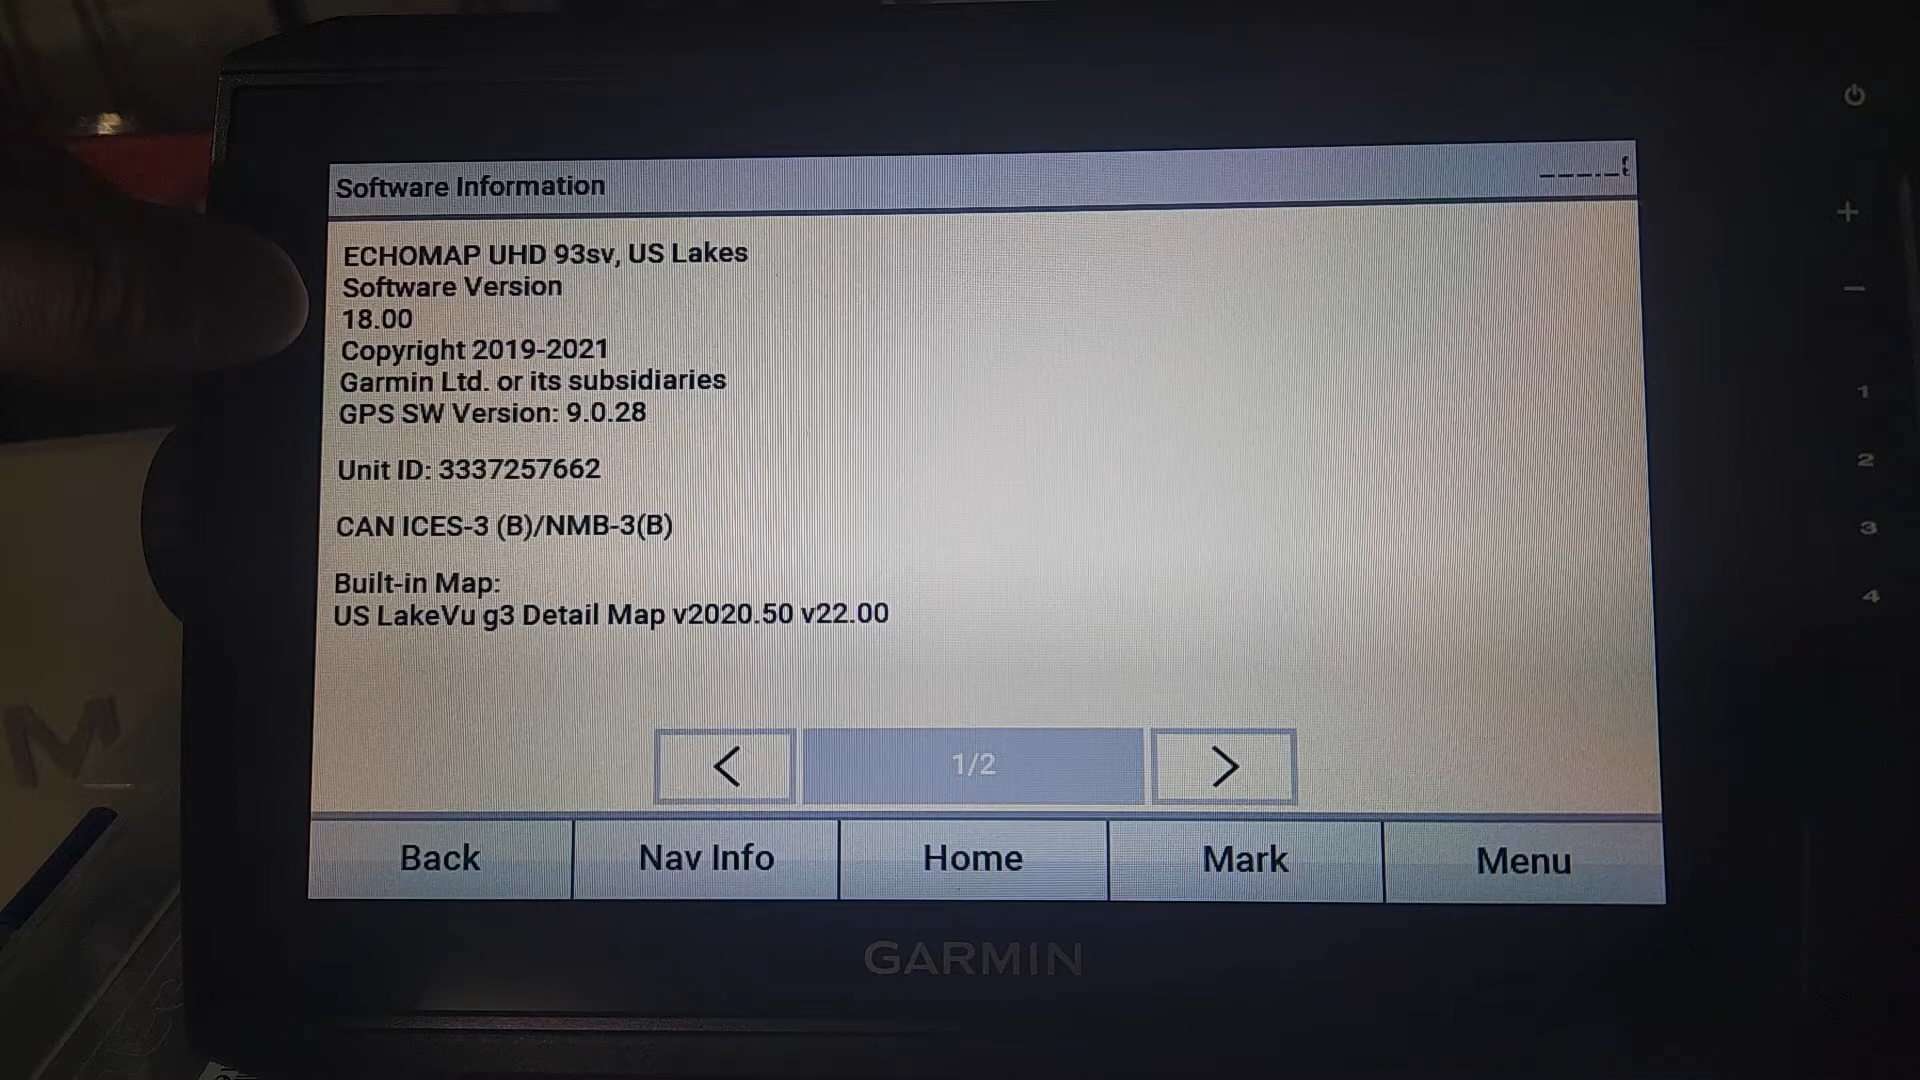 Software Information
ECHOMAP UHD 93sv, US Lakes
Software Version
18.00
Copyright 2019-2021
Garmin Ltd. or its subsidiaries
GPS SW Version: 9.0.28
Unit ID: 3337257662
CAN ICES-3 (B)/NMB-3(B)
Built-in Map:
US LakeVu g3 Detail Map v2020.50 v22.00
< 1/2 >
Back Nav Info Home Mark Menu
GARMIN
+
−
1
2
3
4
M